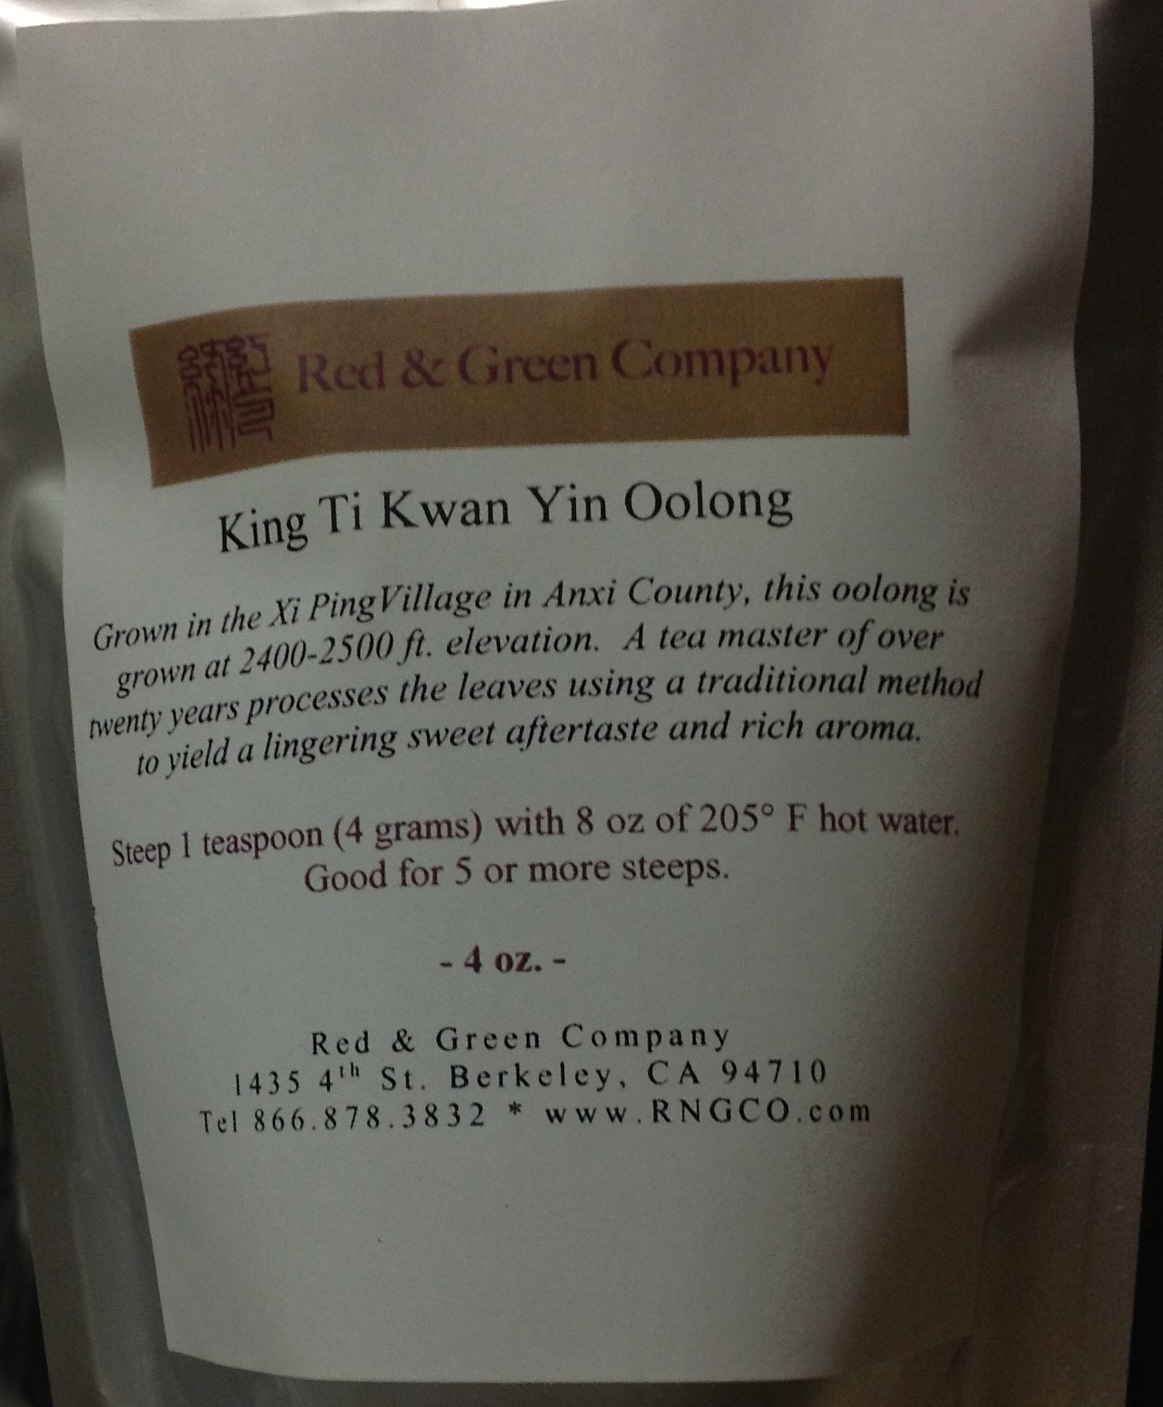 Red & Green Company
King Ti Kwan Yin Oolong
Grown in the Xi PingVillage in Anxi County, this oolong is
grown at 2400-2500 ft. elevation.  A tea master of over
twenty years processes the leaves using a traditional method
to yield a lingering sweet aftertaste and rich aroma.
Steep 1 teaspoon (4 grams) with 8 oz of 205° F hot water.
Good for 5 or more steeps.
- 4 oz. -
Red & Green Company
1435 4th St. Berkeley, CA 94710
Tel 866.878.3832 * www.RNGCO.com